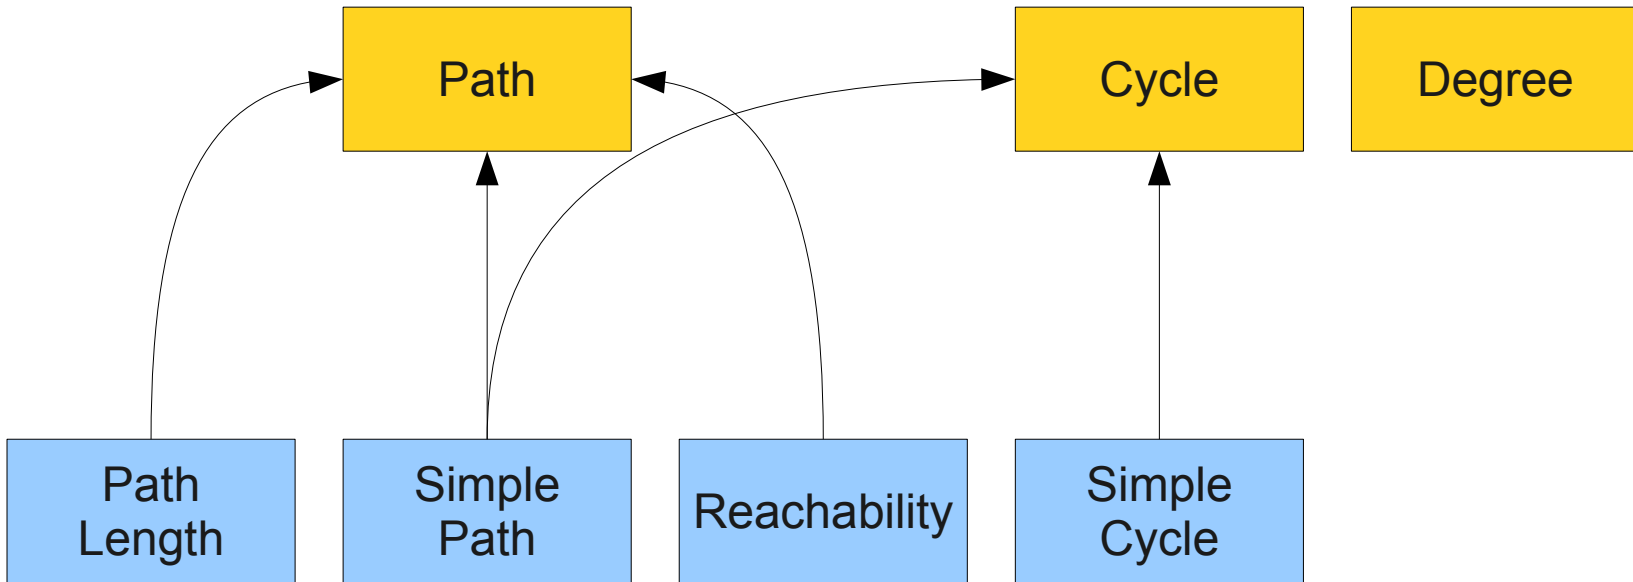 Path
Cycle
Degree
Path
Length
Simple
Path
Reachability
Simple
Cycle